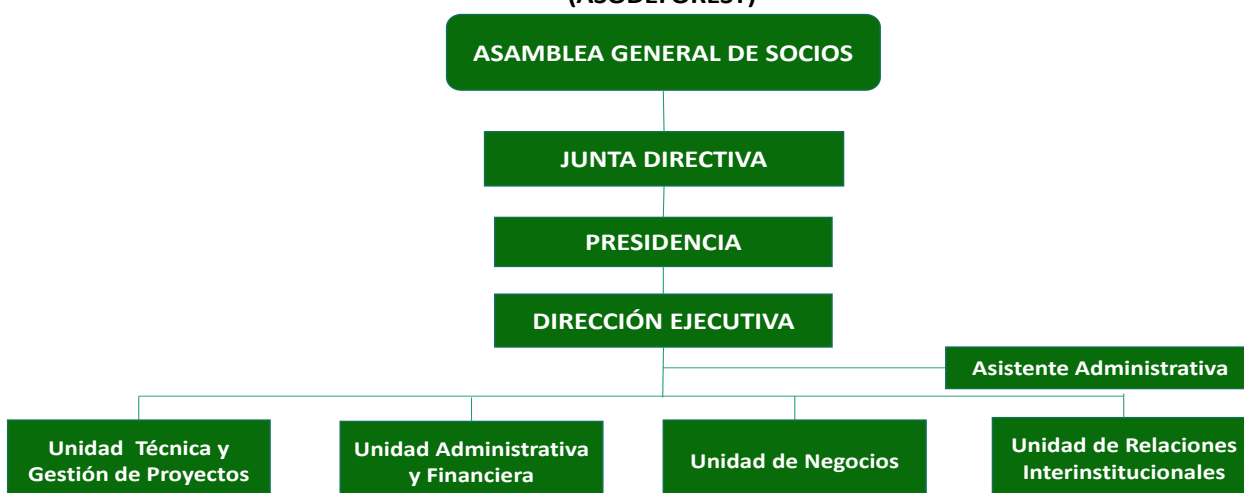 (ASODEFOREST)
ASAMBLEA GENERAL DE SOCIOS
JUNTA DIRECTIVA
PRESIDENCIA
DIRECCIÓN EJECUTIVA
Asistente Administrativa
Unidad Técnica y
Gestión de Proyectos
Unidad Administrativa
y Financiera
Unidad de Negocios
Unidad de Relaciones
Interinstitucionales